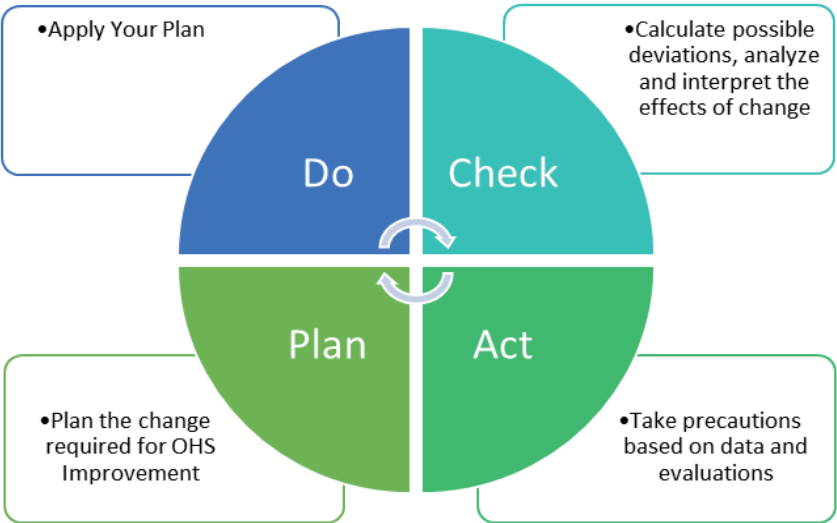 •Apply Your Plan
•Calculate possible
deviations, analyze
and interpret the
effects of change
Do
Check
Plan
Act
•Plan the change
required for OHS
Improvement
•Take precautions
based on data and
evaluations